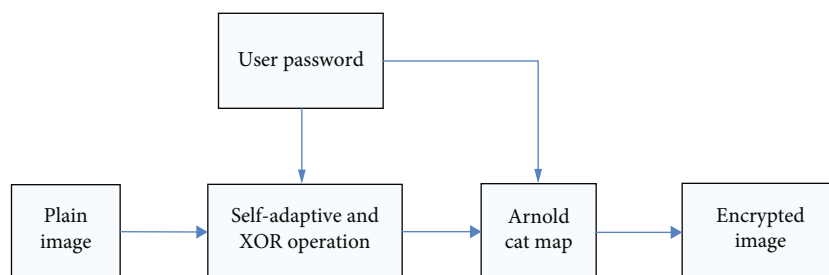 User password
Plain
image
Self-adaptive and
XOR operation
Arnold
cat map
Encrypted
image